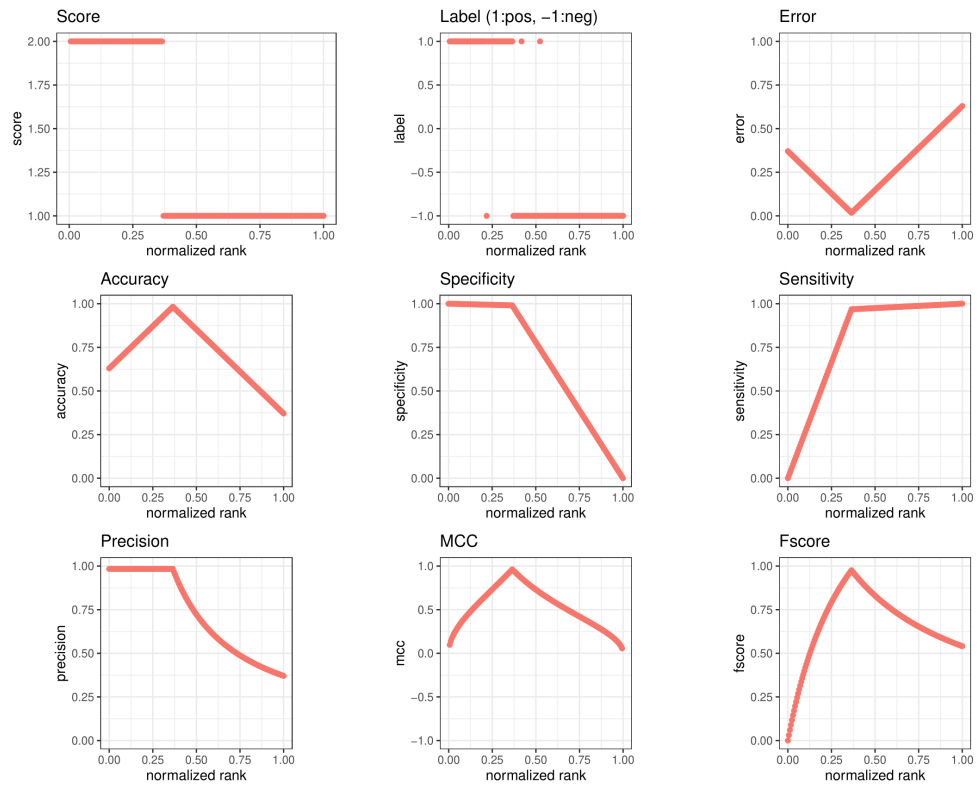 Score
2.00
1.75
1.50
1.25
1.00
score
0.00 0.25 0.50 0.75 1.00
normalized rank
Label (1:pos, −1:neg)
1.0
0.5
0.0
−0.5
−1.0
label
0.00 0.25 0.50 0.75 1.00
normalized rank
Error
1.00
0.75
0.50
0.25
0.00
error
0.00 0.25 0.50 0.75 1.00
normalized rank
Accuracy
1.00
0.75
0.50
0.25
0.00
accuracy
0.00 0.25 0.50 0.75 1.00
normalized rank
Specificity
1.00
0.75
0.50
0.25
0.00
specificity
0.00 0.25 0.50 0.75 1.00
normalized rank
Sensitivity
1.00
0.75
0.50
0.25
0.00
sensitivity
0.00 0.25 0.50 0.75 1.00
normalized rank
Precision
1.00
0.75
0.50
0.25
0.00
precision
0.00 0.25 0.50 0.75 1.00
normalized rank
MCC
1.0
0.5
0.0
−0.5
−1.0
mcc
0.00 0.25 0.50 0.75 1.00
normalized rank
Fscore
1.00
0.75
0.50
0.25
0.00
fscore
0.00 0.25 0.50 0.75 1.00
normalized rank